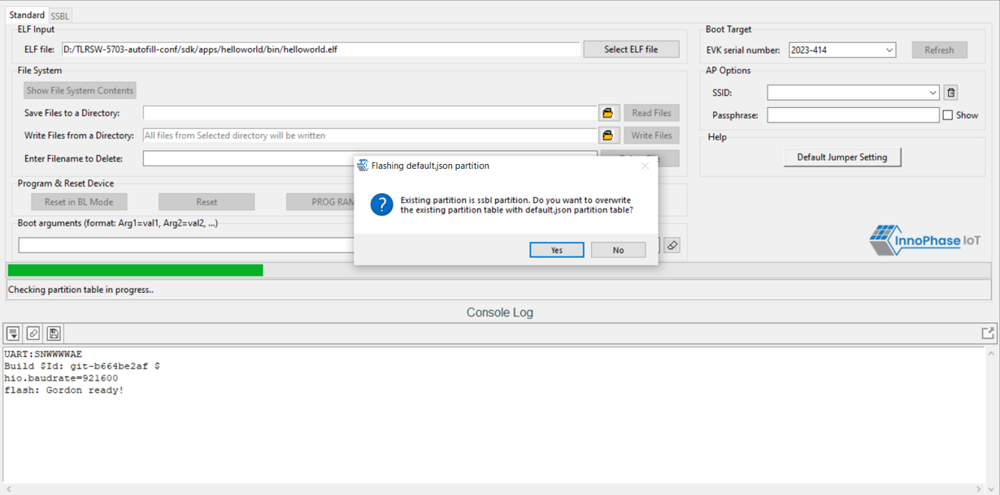 Standard
SSBL
ELF Input
ELF file:
D:/TLRSW-5703-autofill-conf/sdk/apps/helloworld/bin/helloworld.elf
Select ELF file
Boot Target
EVK serial number:
2023-414
Refresh
File System
Show File System Contents
Save Files to a Directory:
Read Files
Write Files from a Directory:
All files from Selected directory will be written
Write Files
Enter Filename to Delete:
AP Options
SSID:
Passphrase:
Show
Help
Default Jumper Setting
Flashing default.json partition
Existing partition is ssbl partition. Do you want to overwrite
the existing partition table with default.json partition table?
Yes
No
Program & Reset Device
Reset in BL Mode
Reset
PROG RAM
Boot arguments (format: Arg1=val1, Arg2=val2, ...)
InnoPhase IoT
Checking partition table in progress..
Console Log
UART:SNWWWWAE
Build $Id: git-b664be2af $
hio.baudrate=921600
flash: Gordon ready!